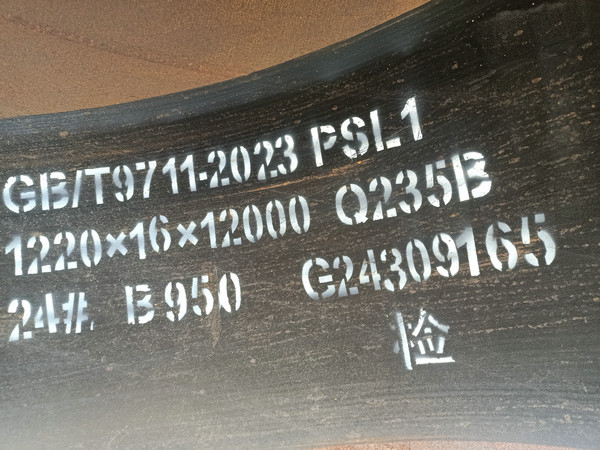 GB/T9711-2023 PSL1
1220×16×12000 Q235B
24# B950 G24309165
检